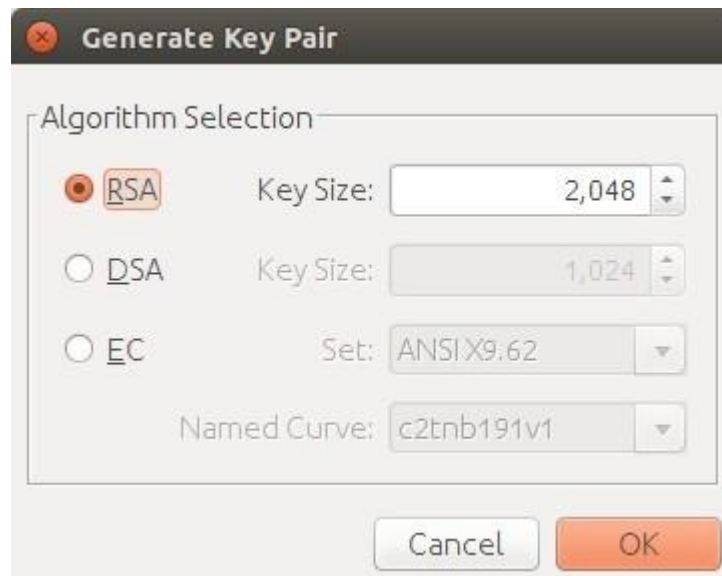 Generate Key Pair
Algorithm Selection
RSA Key Size: 2,048
DSA Key Size: 1,024
EC Set: ANSI X9.62
Named Curve: c2tnb191v1
Cancel OK